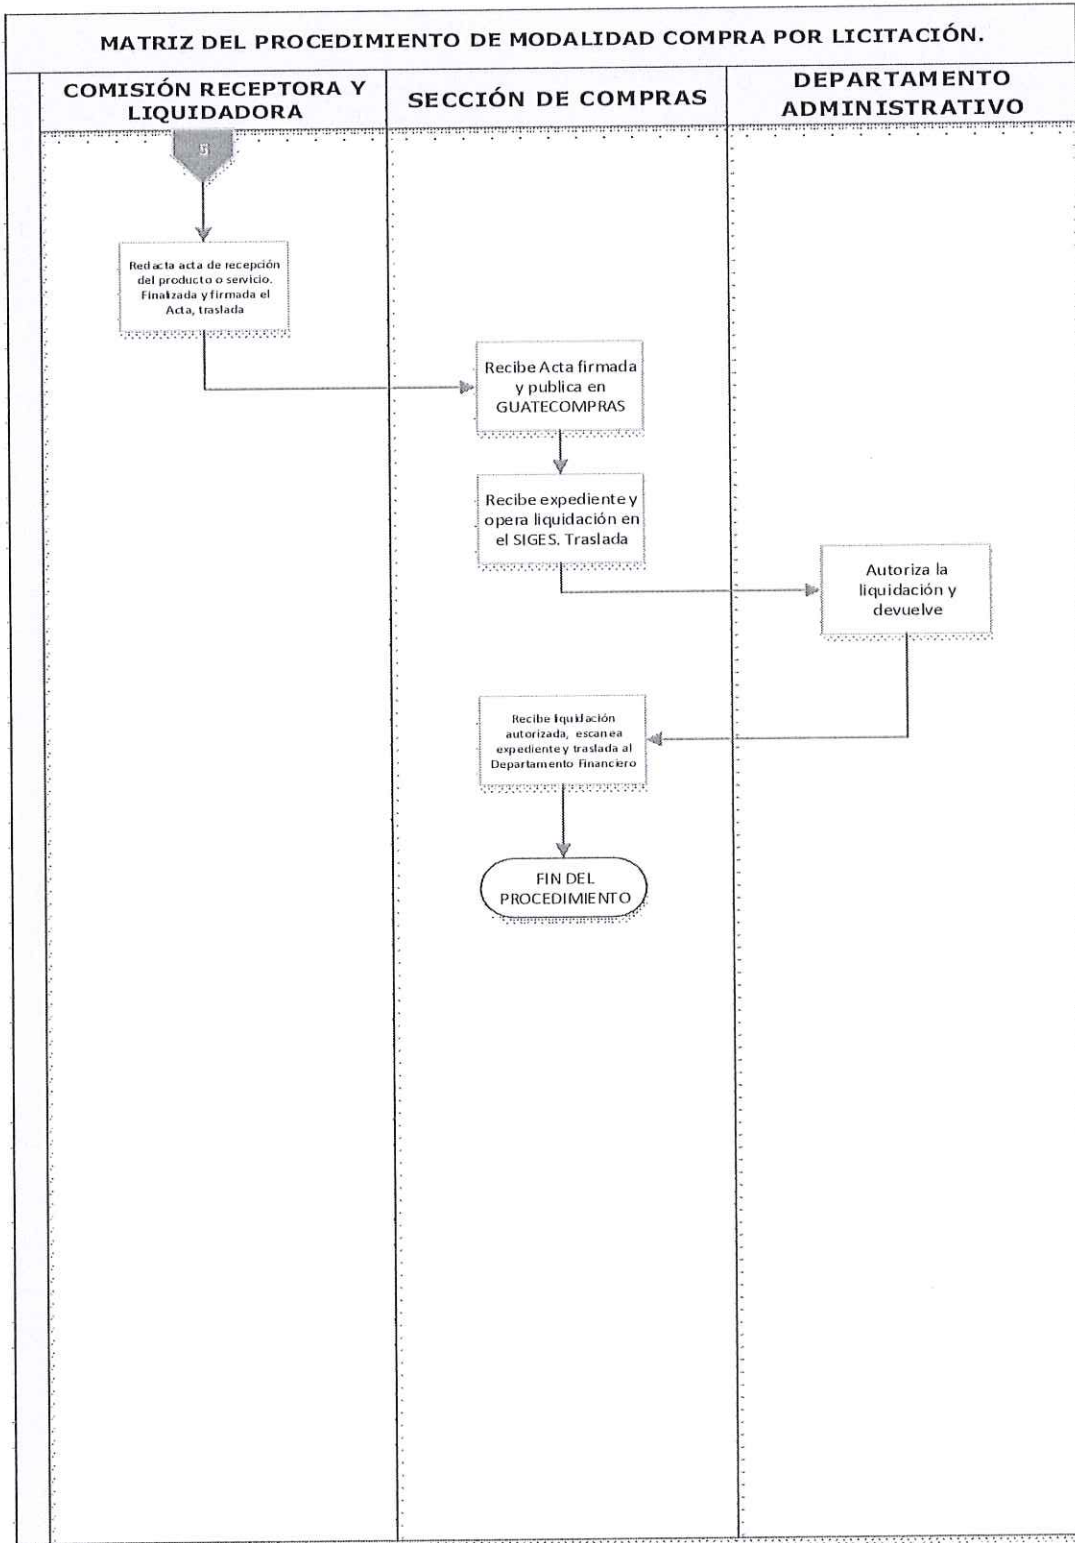 MATRIZ DEL PROCEDIMIENTO DE MODALIDAD COMPRA POR LICITACIÓN.
COMISIÓN RECEPTORA Y
LIQUIDADORA
SECCIÓN DE COMPRAS
DEPARTAMENTO
ADMINISTRATIVO
5
Redacta acta de recepción
del producto o servicio.
Finalizada y firmada el
Acta, traslada
Recibe Acta firmada
y publica en
GUATECOMPRAS
Recibe expediente y
opera liquidación en
el SIGES. Traslada
Autoriza la
liquidación y
devuelve
Recibe liquidación
autorizada, escanea
expediente y traslada al
Departamento Financiero
FIN DEL
PROCEDIMIENTO